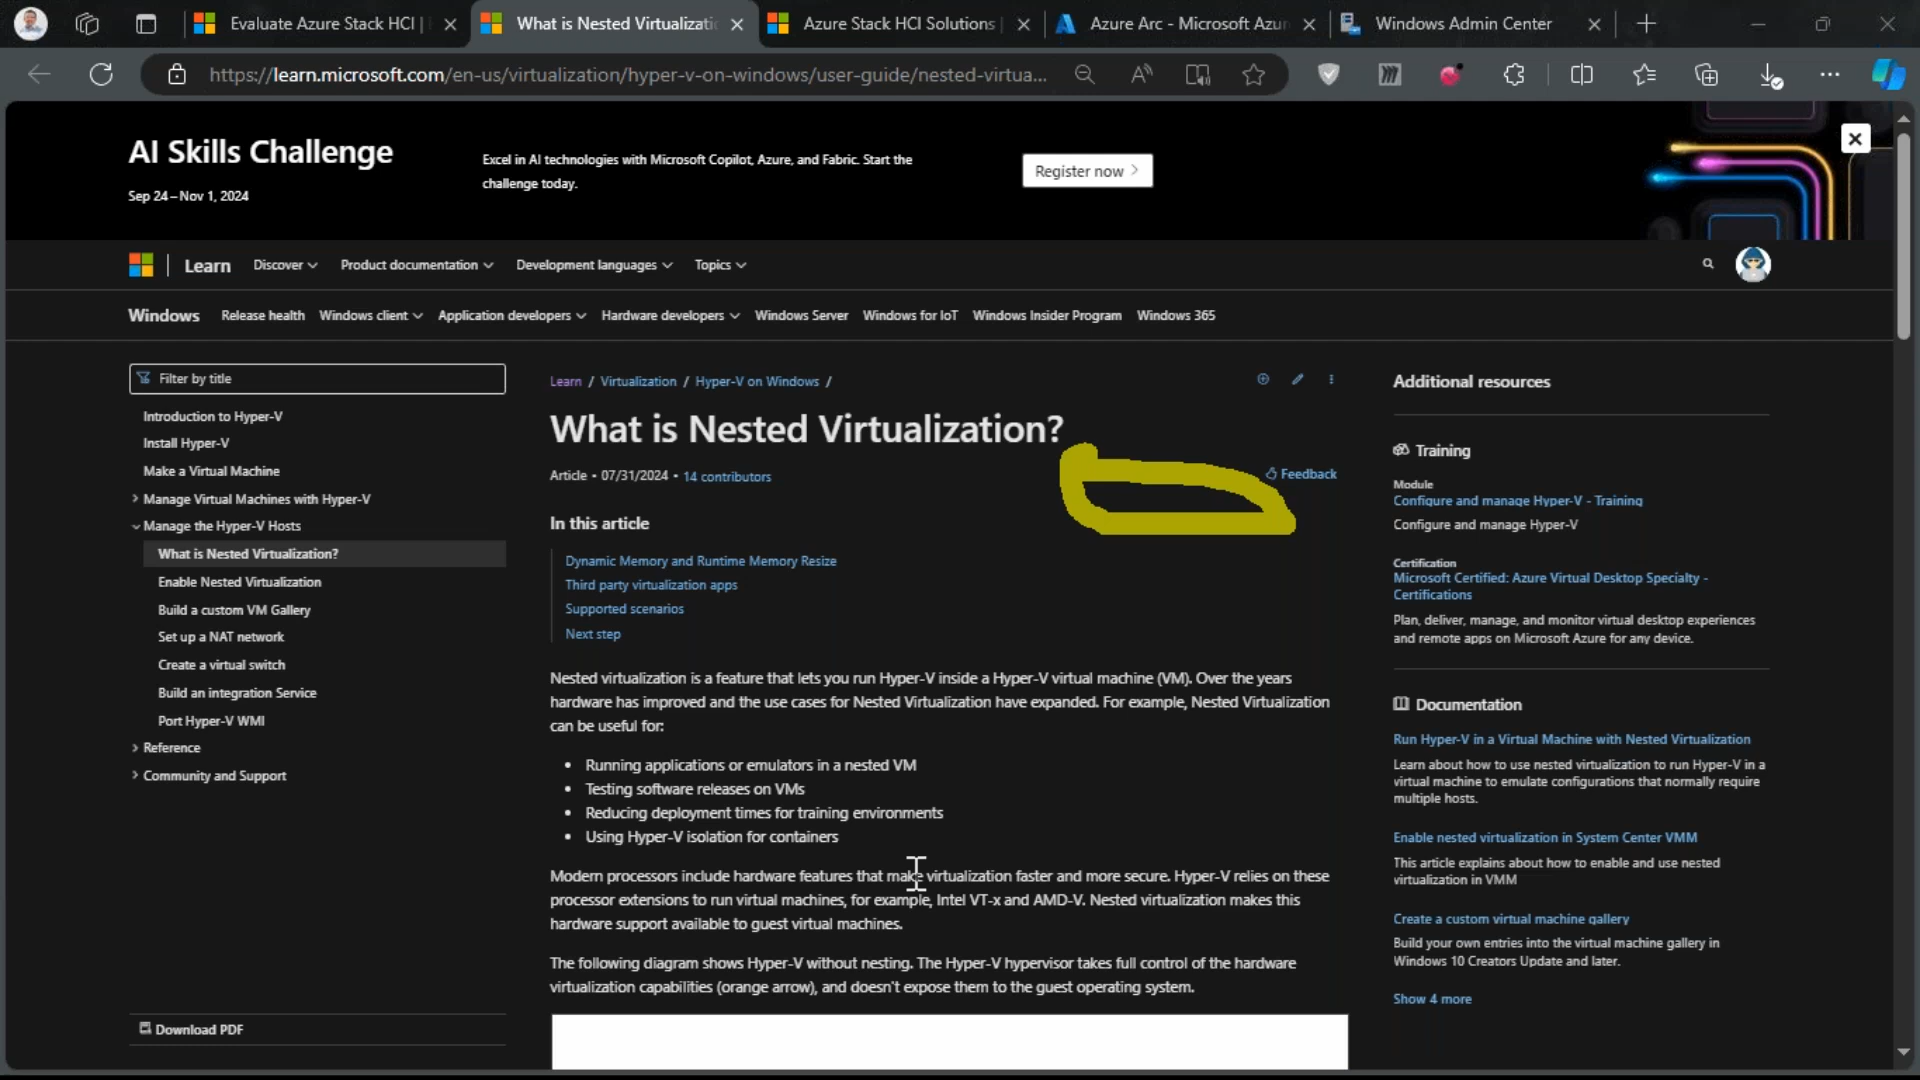 Evaluate Azure Stack HCI |
What is Nested Virtualizati
Azure Stack HCI Solutions |
Azure Arc - Microsoft Azur
Windows Admin Center
https://learn.microsoft.com/en-us/virtualization/hyper-v-on-windows/user-guide/nested-virtua...
AI Skills Challenge
Sep 24 – Nov 1, 2024
Excel in AI technologies with Microsoft Copilot, Azure, and Fabric. Start the
challenge today.
Register now
Learn
Discover
Product documentation
Development languages
Topics
Windows
Release health
Windows client
Application developers
Hardware developers
Windows Server
Windows for IoT
Windows Insider Program
Windows 365
Filter by title
Introduction to Hyper-V
Install Hyper-V
Make a Virtual Machine
Manage Virtual Machines with Hyper-V
Manage the Hyper-V Hosts
What is Nested Virtualization?
Enable Nested Virtualization
Build a custom VM Gallery
Set up a NAT network
Create a virtual switch
Build an integration Service
Port Hyper-V WMI
Reference
Community and Support
Download PDF
Learn / Virtualization / Hyper-V on Windows /
What is Nested Virtualization?
Article • 07/31/2024 • 14 contributors
Feedback
In this article
Dynamic Memory and Runtime Memory Resize
Third party virtualization apps
Supported scenarios
Next step
Nested virtualization is a feature that lets you run Hyper-V inside a Hyper-V virtual machine (VM). Over the years
hardware has improved and the use cases for Nested Virtualization have expanded. For example, Nested Virtualization
can be useful for:
• Running applications or emulators in a nested VM
• Testing software releases on VMs
• Reducing deployment times for training environments
• Using Hyper-V isolation for containers
Modern processors include hardware features that make virtualization faster and more secure. Hyper-V relies on these
processor extensions to run virtual machines, for example, Intel VT-x and AMD-V. Nested virtualization makes this
hardware support available to guest virtual machines.
The following diagram shows Hyper-V without nesting. The Hyper-V hypervisor takes full control of the hardware
virtualization capabilities (orange arrow), and doesn't expose them to the guest operating system.
Additional resources
Training
Module
Configure and manage Hyper-V - Training
Configure and manage Hyper-V
Certification
Microsoft Certified: Azure Virtual Desktop Specialty -
Certifications
Plan, deliver, manage, and monitor virtual desktop experiences
and remote apps on Microsoft Azure for any device.
Documentation
Run Hyper-V in a Virtual Machine with Nested Virtualization
Learn about how to use nested virtualization to run Hyper-V in a
virtual machine to emulate configurations that normally require
multiple hosts.
Enable nested virtualization in System Center VMM
This article explains about how to enable and use nested
virtualization in VMM
Create a custom virtual machine gallery
Build your own entries into the virtual machine gallery in
Windows 10 Creators Update and later.
Show 4 more